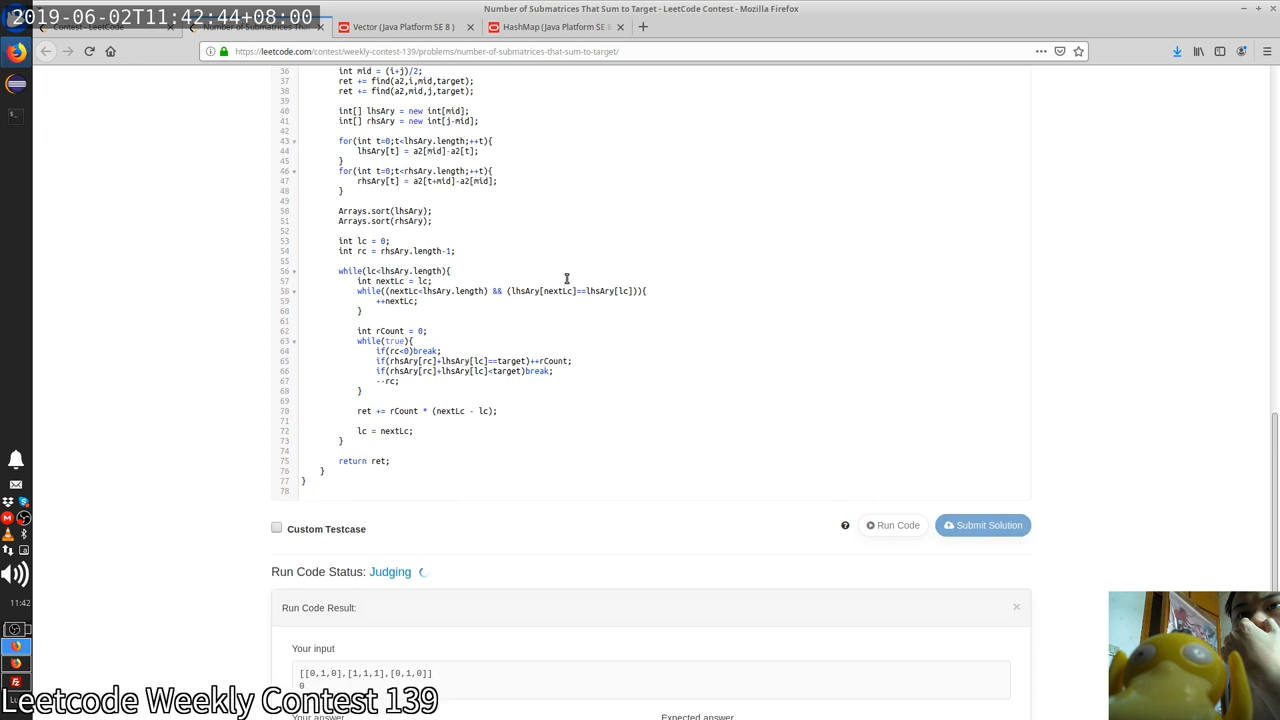 Number of Submatrices That Sum to Target - LeetCode Contest - Mozilla Firefox
2019-06-02T11:42:44+08:00
Contest - LeetCode
Number of Submatrices Th
Vector (Java Platform SE 8 )
HashMap (Java Platform SE 8
https://leetcode.com/contest/weekly-contest-139/problems/number-of-submatrices-that-sum-to-target/
36 int mid = (i+j)/2;
37 ret += find(a2,i,mid,target);
38 ret += find(a2,mid,j,target);
39
40 int[] lhsAry = new int[mid];
41 int[] rhsAry = new int[j-mid];
42
43 for(int t=0;t<lhsAry.length;++t){
44 lhsAry[t] = a2[mid]-a2[t];
45 }
46 for(int t=0;t<rhsAry.length;++t){
47 rhsAry[t] = a2[t+mid]-a2[mid];
48 }
49
50 Arrays.sort(lhsAry);
51 Arrays.sort(rhsAry);
52
53 int lc = 0;
54 int rc = rhsAry.length-1;
55
56 while(lc<lhsAry.length){
57 int nextLc = lc;
58 while((nextLc<lhsAry.length) && (lhsAry[nextLc]==lhsAry[lc])){
59 ++nextLc;
60 }
61
62 int rCount = 0;
63 while(true){
64 if(rc<0)break;
65 if(rhsAry[rc]+lhsAry[lc]==target)++rCount;
66 if(rhsAry[rc]+lhsAry[lc]<target)break;
67 --rc;
68 }
69
70 ret += rCount * (nextLc - lc);
71
72 lc = nextLc;
73 }
74
75 return ret;
76 }
77 }
78
Custom Testcase
Run Code
Submit Solution
Run Code Status: Judging
Run Code Result:
Your input
[[0,1,0],[1,1,1],[0,1,0]]
0
Your answer
Expected answer
11:42
Leetcode Weekly Contest 139